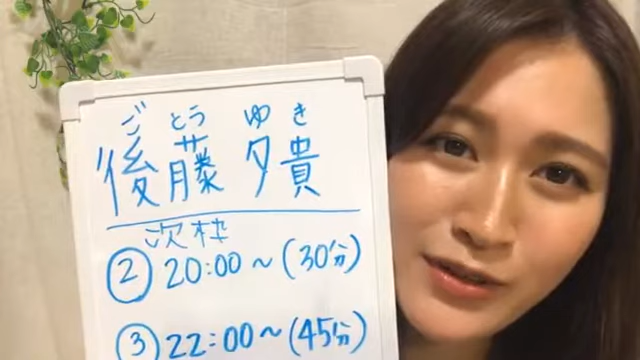 ごとう ゆき
後藤 夕貴
次枠
② 20:00～(30分)
③ 22:00～(45分)